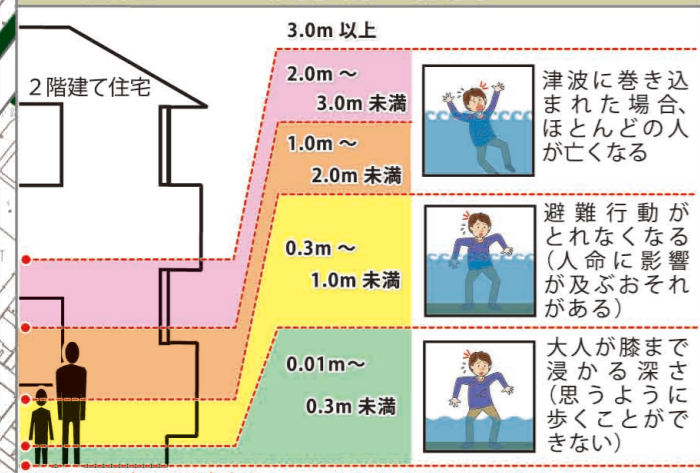 3.0m 以上
2階建て住宅
2.0m ～
3.0m 未満
1.0m ～
2.0m 未満
0.3m ～
1.0m 未満
0.01m～
0.3m 未満
津波に巻き込
まれた場合、
ほとんどの人
が亡くなる
避難行動が
とれなくなる
(人命に影響
が及ぶおそれ
がある)
大人が膝まで
浸かる深さ
(思うように
歩くことがで
きない)